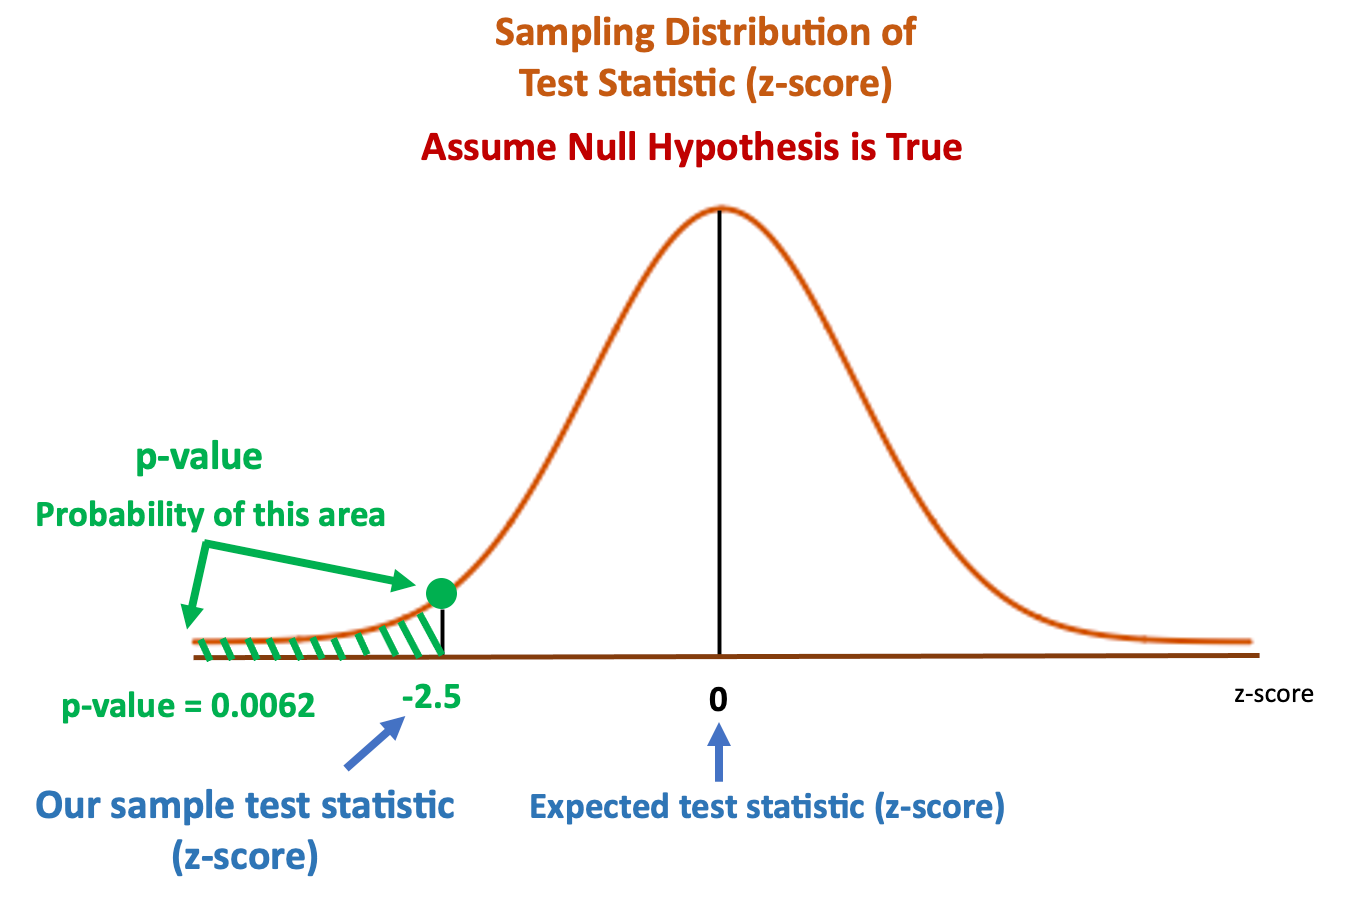 Sampling Distribution of
Test Statistic (z-score)
Assume Null Hypothesis is True
p-value
Probability of this area
p-value = 0.0062
-2.5
0
z-score
Our sample test statistic
(z-score)
Expected test statistic (z-score)